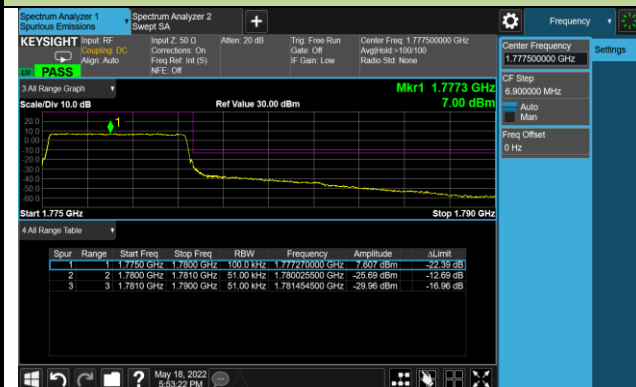 Spectrum Analyzer 1
Spurious Emissions
Spectrum Analyzer 2
Swept SA
Frequency
KEYSIGHT
Input: RF
Coupling: DC
Align: Auto
Input Z: 50 Ω
Corrections: On
Freq Ref: Int (S)
NFE: Off
Atten: 20 dB
Trig: Free Run
Gate: Off
IF Gain: Low
Center Freq: 1.777500000 GHz
Avg|Hold:>100/100
Radio Std: None
PASS
Center Frequency
1.777500000 GHz
Settings
CF Step
6.900000 MHz
Auto
Man
Freq Offset
0 Hz
3 All Range Graph
Mkr1 1.7773 GHz
Scale/Div 10.0 dB
Ref Value 30.00 dBm
7.00 dBm
1
20.0
10.0
0.00
-10.0
-20.0
-30.0
-40.0
-50.0
-60.0
Start 1.775 GHz
Stop 1.790 GHz
4 All Range Table
Spur Range Start Freq Stop Freq RBW Frequency Amplitude ΔLimit
1 1 1.7750 GHz 1.7800 GHz 100.0 kHz 1.777270000 GHz 7.607 dBm -22.39 dB
2 2 1.7800 GHz 1.7810 GHz 51.00 kHz 1.780025500 GHz -25.69 dBm -12.69 dB
3 3 1.7810 GHz 1.7900 GHz 51.00 kHz 1.781454500 GHz -29.96 dBm -16.96 dB
May 18, 2022
5:53:22 PM